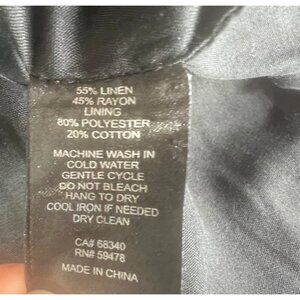 55% LINEN
45% RAYON
LINING
80% POLYESTER
20% COTTON
MACHINE WASH IN
COLD WATER
GENTLE CYCLE
DO NOT BLEACH
HANG TO DRY
COOL IRON IF NEEDED
DRY CLEAN
CA# 68340
RN# 59478
MADE IN CHINA